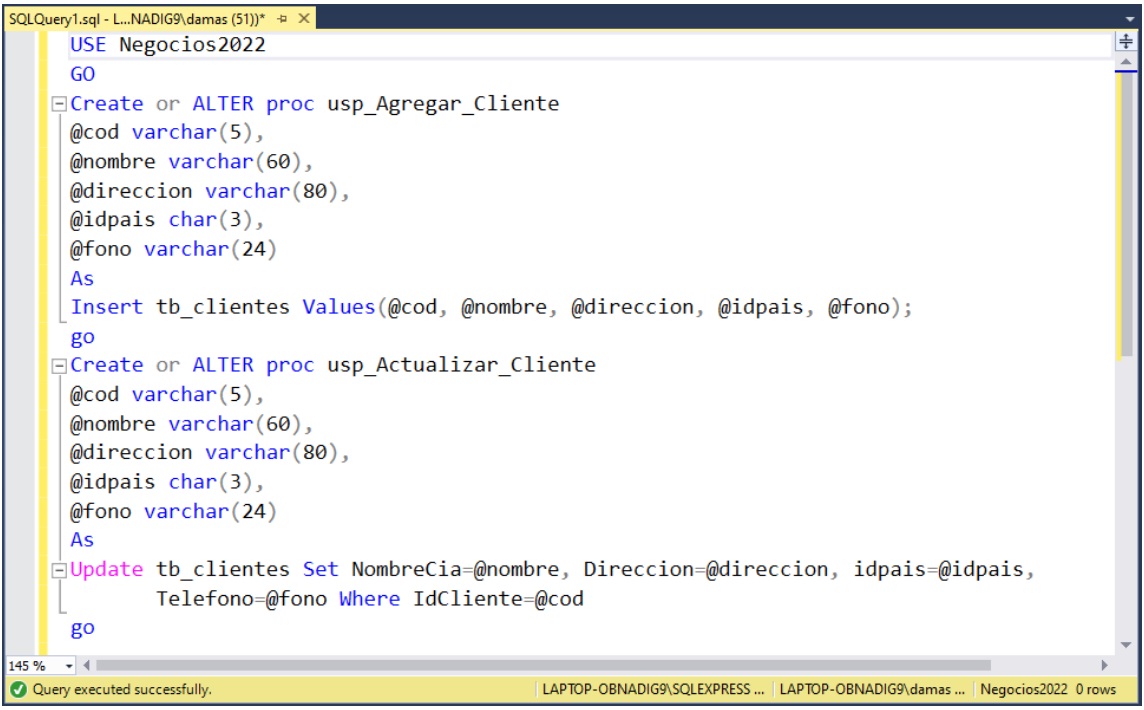 SQLQuery1.sql - L...NADIG9\damas (51))*
USE Negocios2022
GO
Create or ALTER proc usp_Agregar_Cliente
@cod varchar(5),
@nombre varchar(60),
@direccion varchar(80),
@idpais char(3),
@fono varchar(24)
As
Insert tb_clientes Values(@cod, @nombre, @direccion, @idpais, @fono);
go
Create or ALTER proc usp_Actualizar_Cliente
@cod varchar(5),
@nombre varchar(60),
@direccion varchar(80),
@idpais char(3),
@fono varchar(24)
As
Update tb_clientes Set NombreCia=@nombre, Direccion=@direccion, idpais=@idpais,
Telefono=@fono Where IdCliente=@cod
go
145 %
Query executed successfully. LAPTOP-OBNADIG9\SQLEXPRESS ... LAPTOP-OBNADIG9\damas ... Negocios2022 0 rows